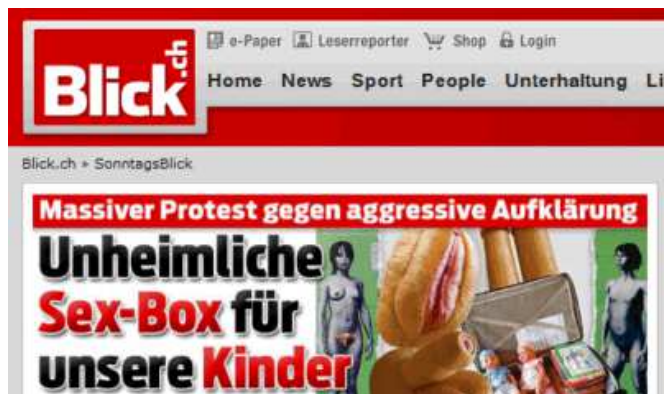 e-Paper Leserreporter Shop Login
Blick.ch
Home News Sport People Unterhaltung Li
Blick.ch » SonntagsBlick
Massiver Protest gegen aggressive Aufklärung
Unheimliche
Sex-Box für
unsere Kinder